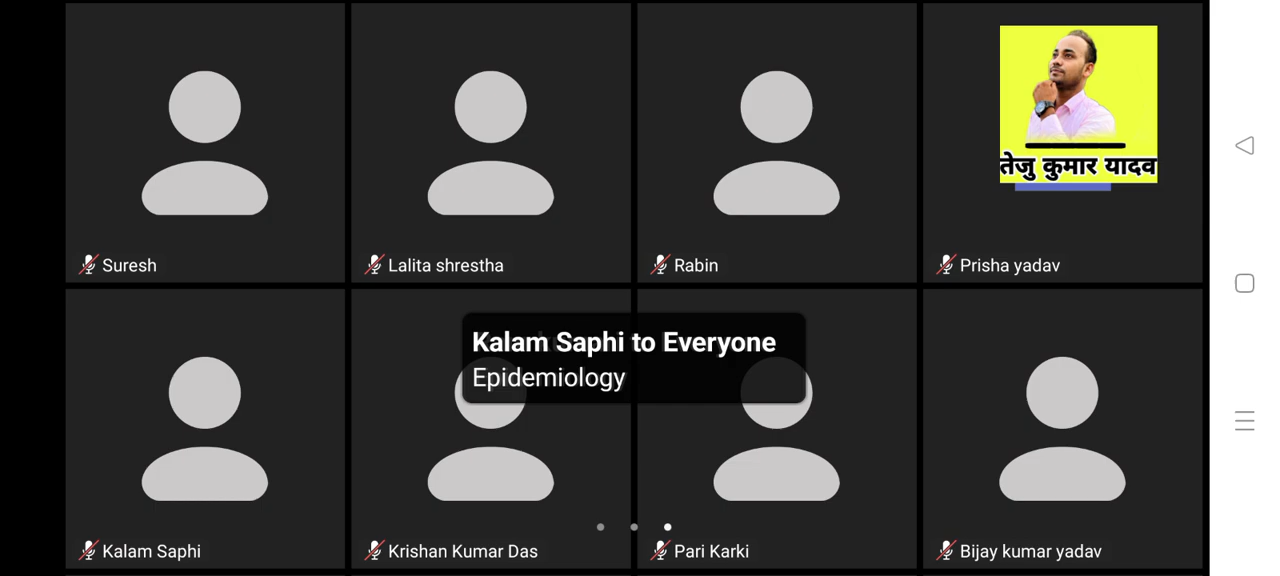 तेजु कुमार यादव
Suresh
Lalita shrestha
Rabin
Prisha yadav
Kalam Saphi to Everyone
Epidemiology
Kalam Saphi
Krishan Kumar Das
Pari Karki
Bijay kumar yadav